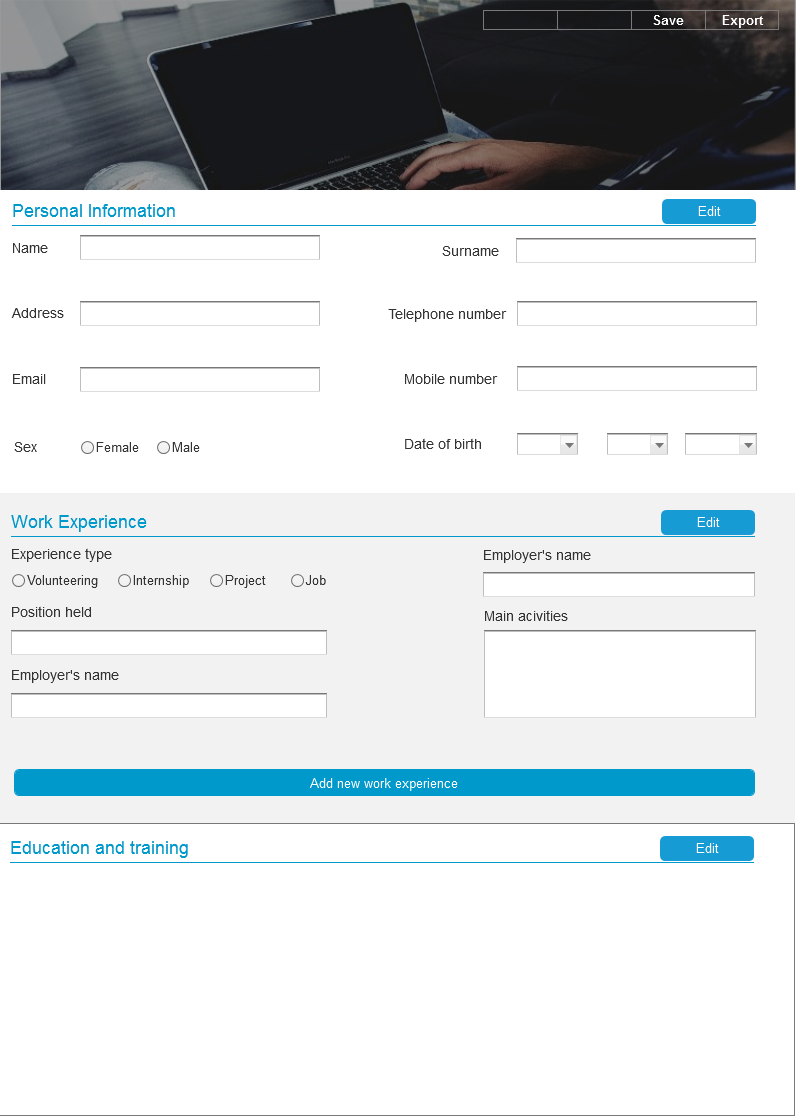 Save Export
Personal Information Edit
Name Surname
Address Telephone number
Email Mobile number
Sex Female Male Date of birth
Work Experience Edit
Experience type Employer's name
Volunteering Internship Project Job
Position held Main acivities
Employer's name
Add new work experience
Education and training Edit